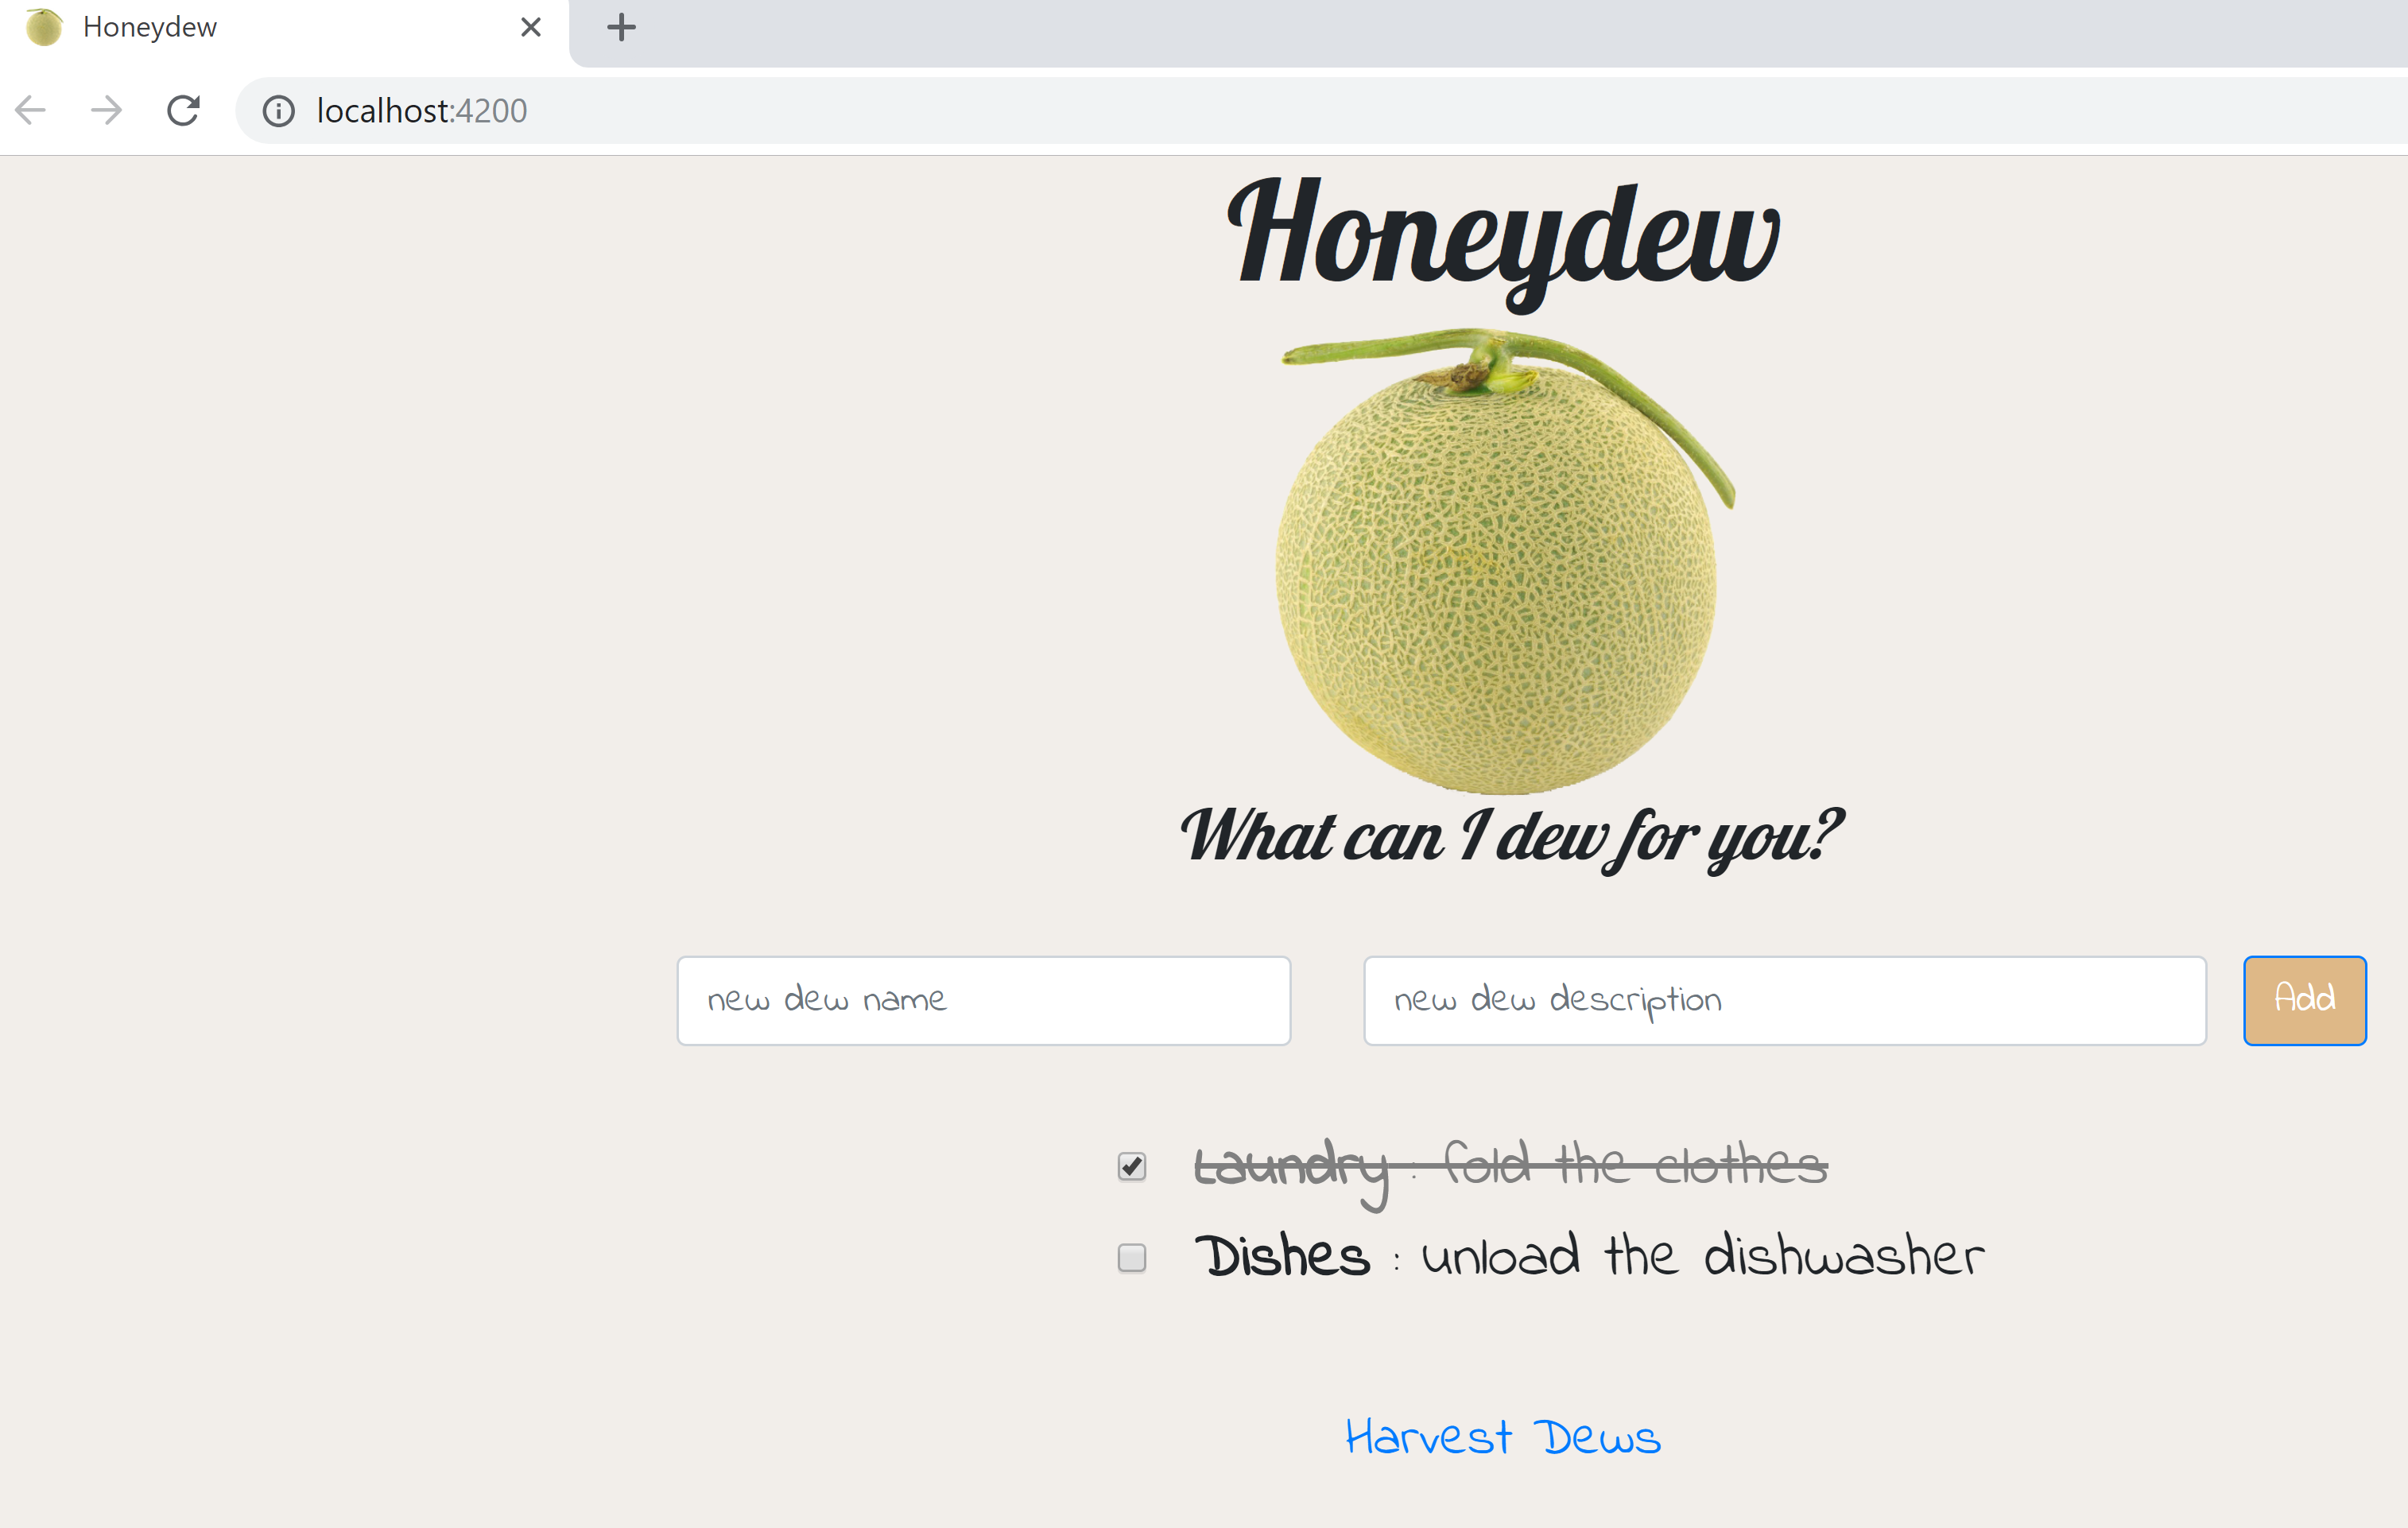 Honeydew
localhost:4200
Honeydew
What can I dew for you?
new dew name new dew description Add
Laundry : fold the clothes
Dishes : unload the dishwasher
Harvest Dews